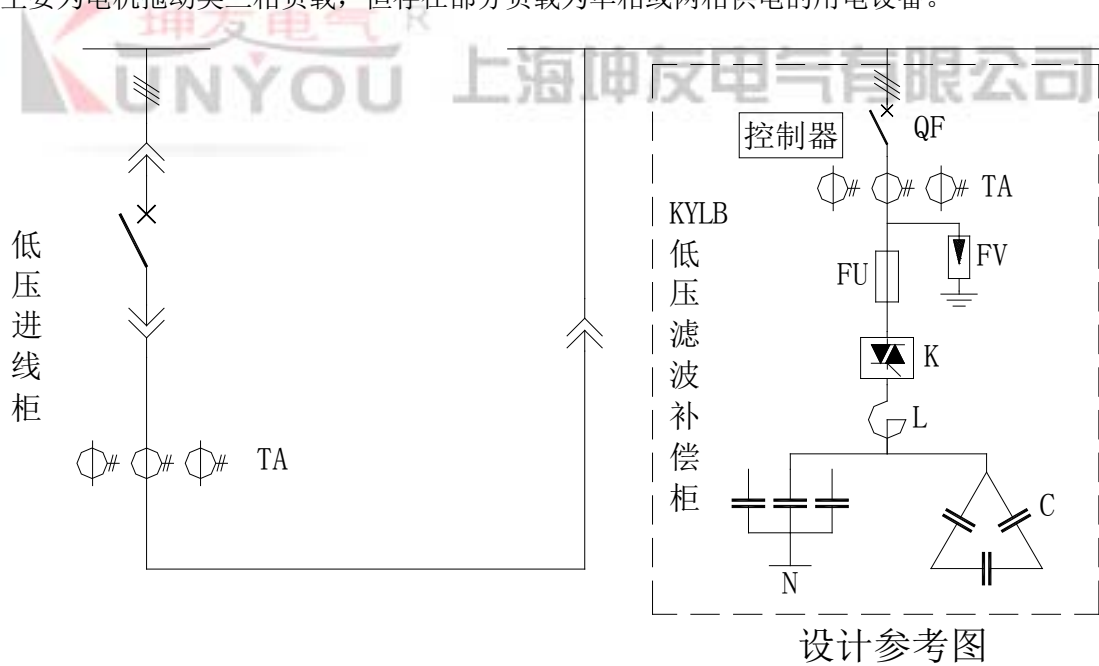 主要为电机拖动类三相负载，但存在部分负载为单相或两相供电的用电设备。
坤友电气 R
KUNYOU 上海坤友电气有限公司
控制器
QF
TA
KYLB
低压滤波补偿柜
FU
FV
K
L
C
N
低压进线柜
TA
设计参考图